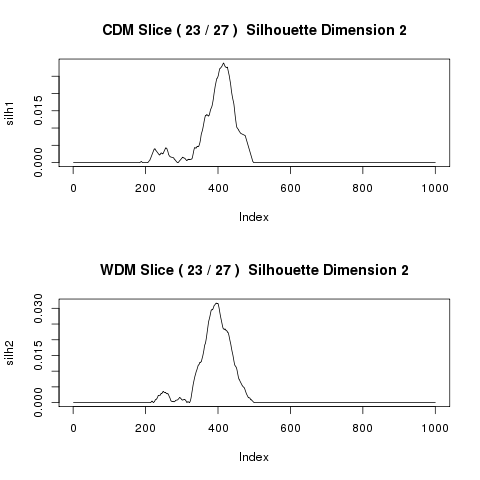 CDM Slice ( 23 / 27 )  Silhouette Dimension 2
silh1
0.015
0.000
0 200 400 600 800 1000
Index
WDM Slice ( 23 / 27 )  Silhouette Dimension 2
silh2
0.030
0.015
0.000
0 200 400 600 800 1000
Index